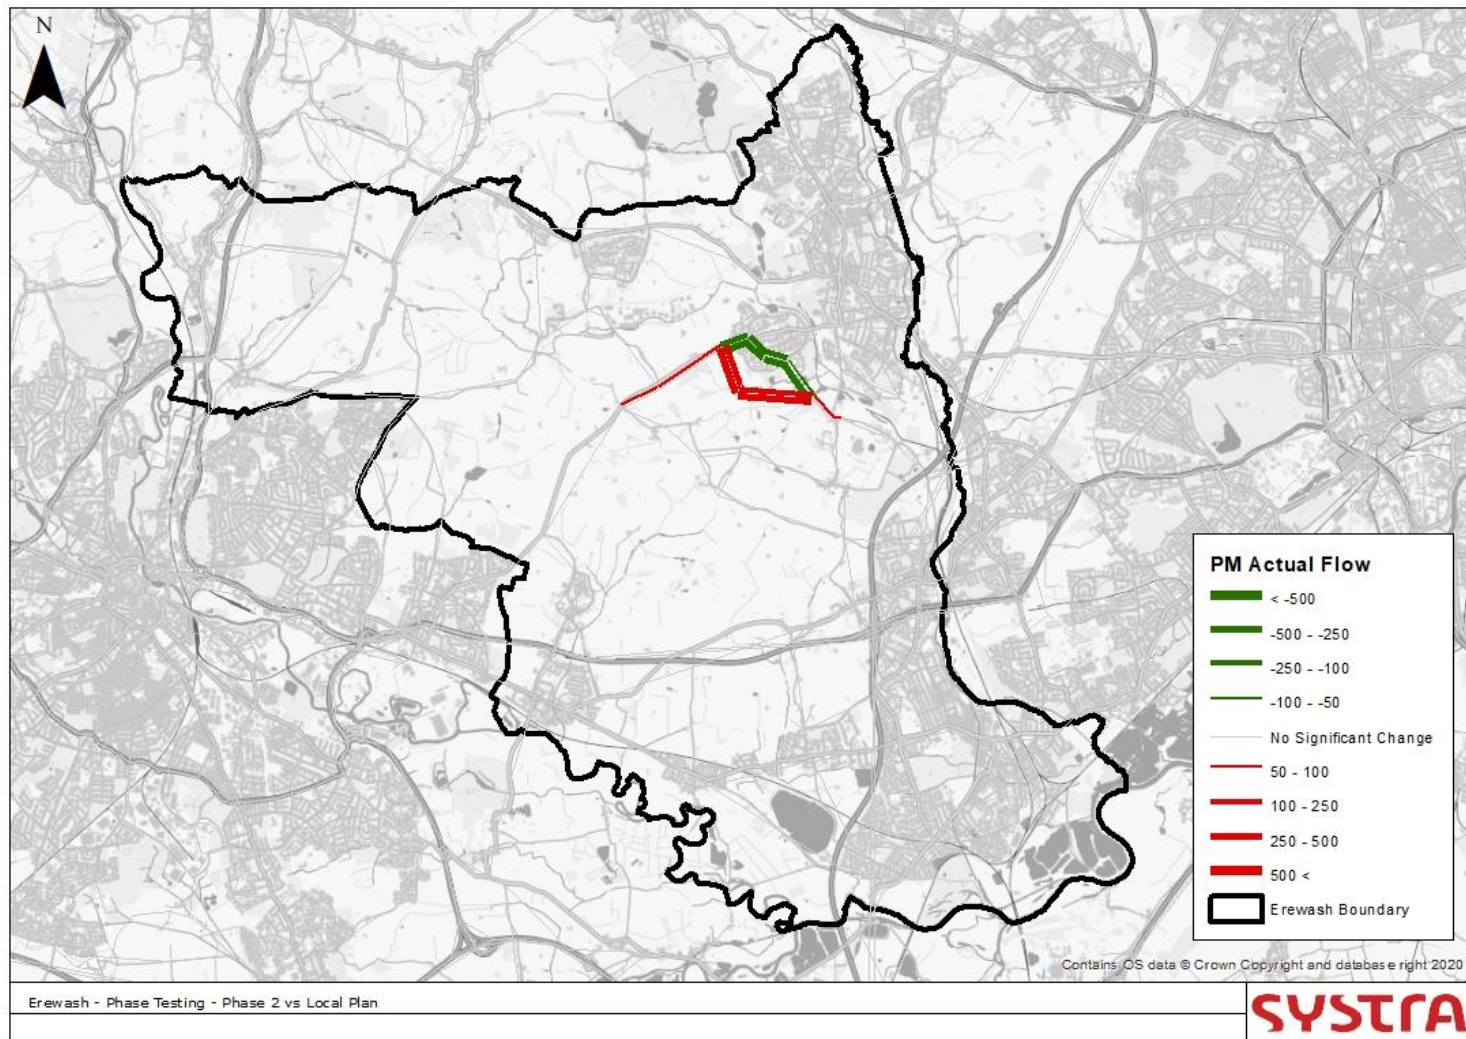 N
PM Actual Flow
< -500
-500 - -250
-250 - -100
-100 - -50
No Significant Change
50 - 100
100 - 250
250 - 500
500 <
Erewash Boundary
Contains OS data © Crown Copyright and database right 2020
Erewash - Phase Testing - Phase 2 vs Local Plan
SYSTRA